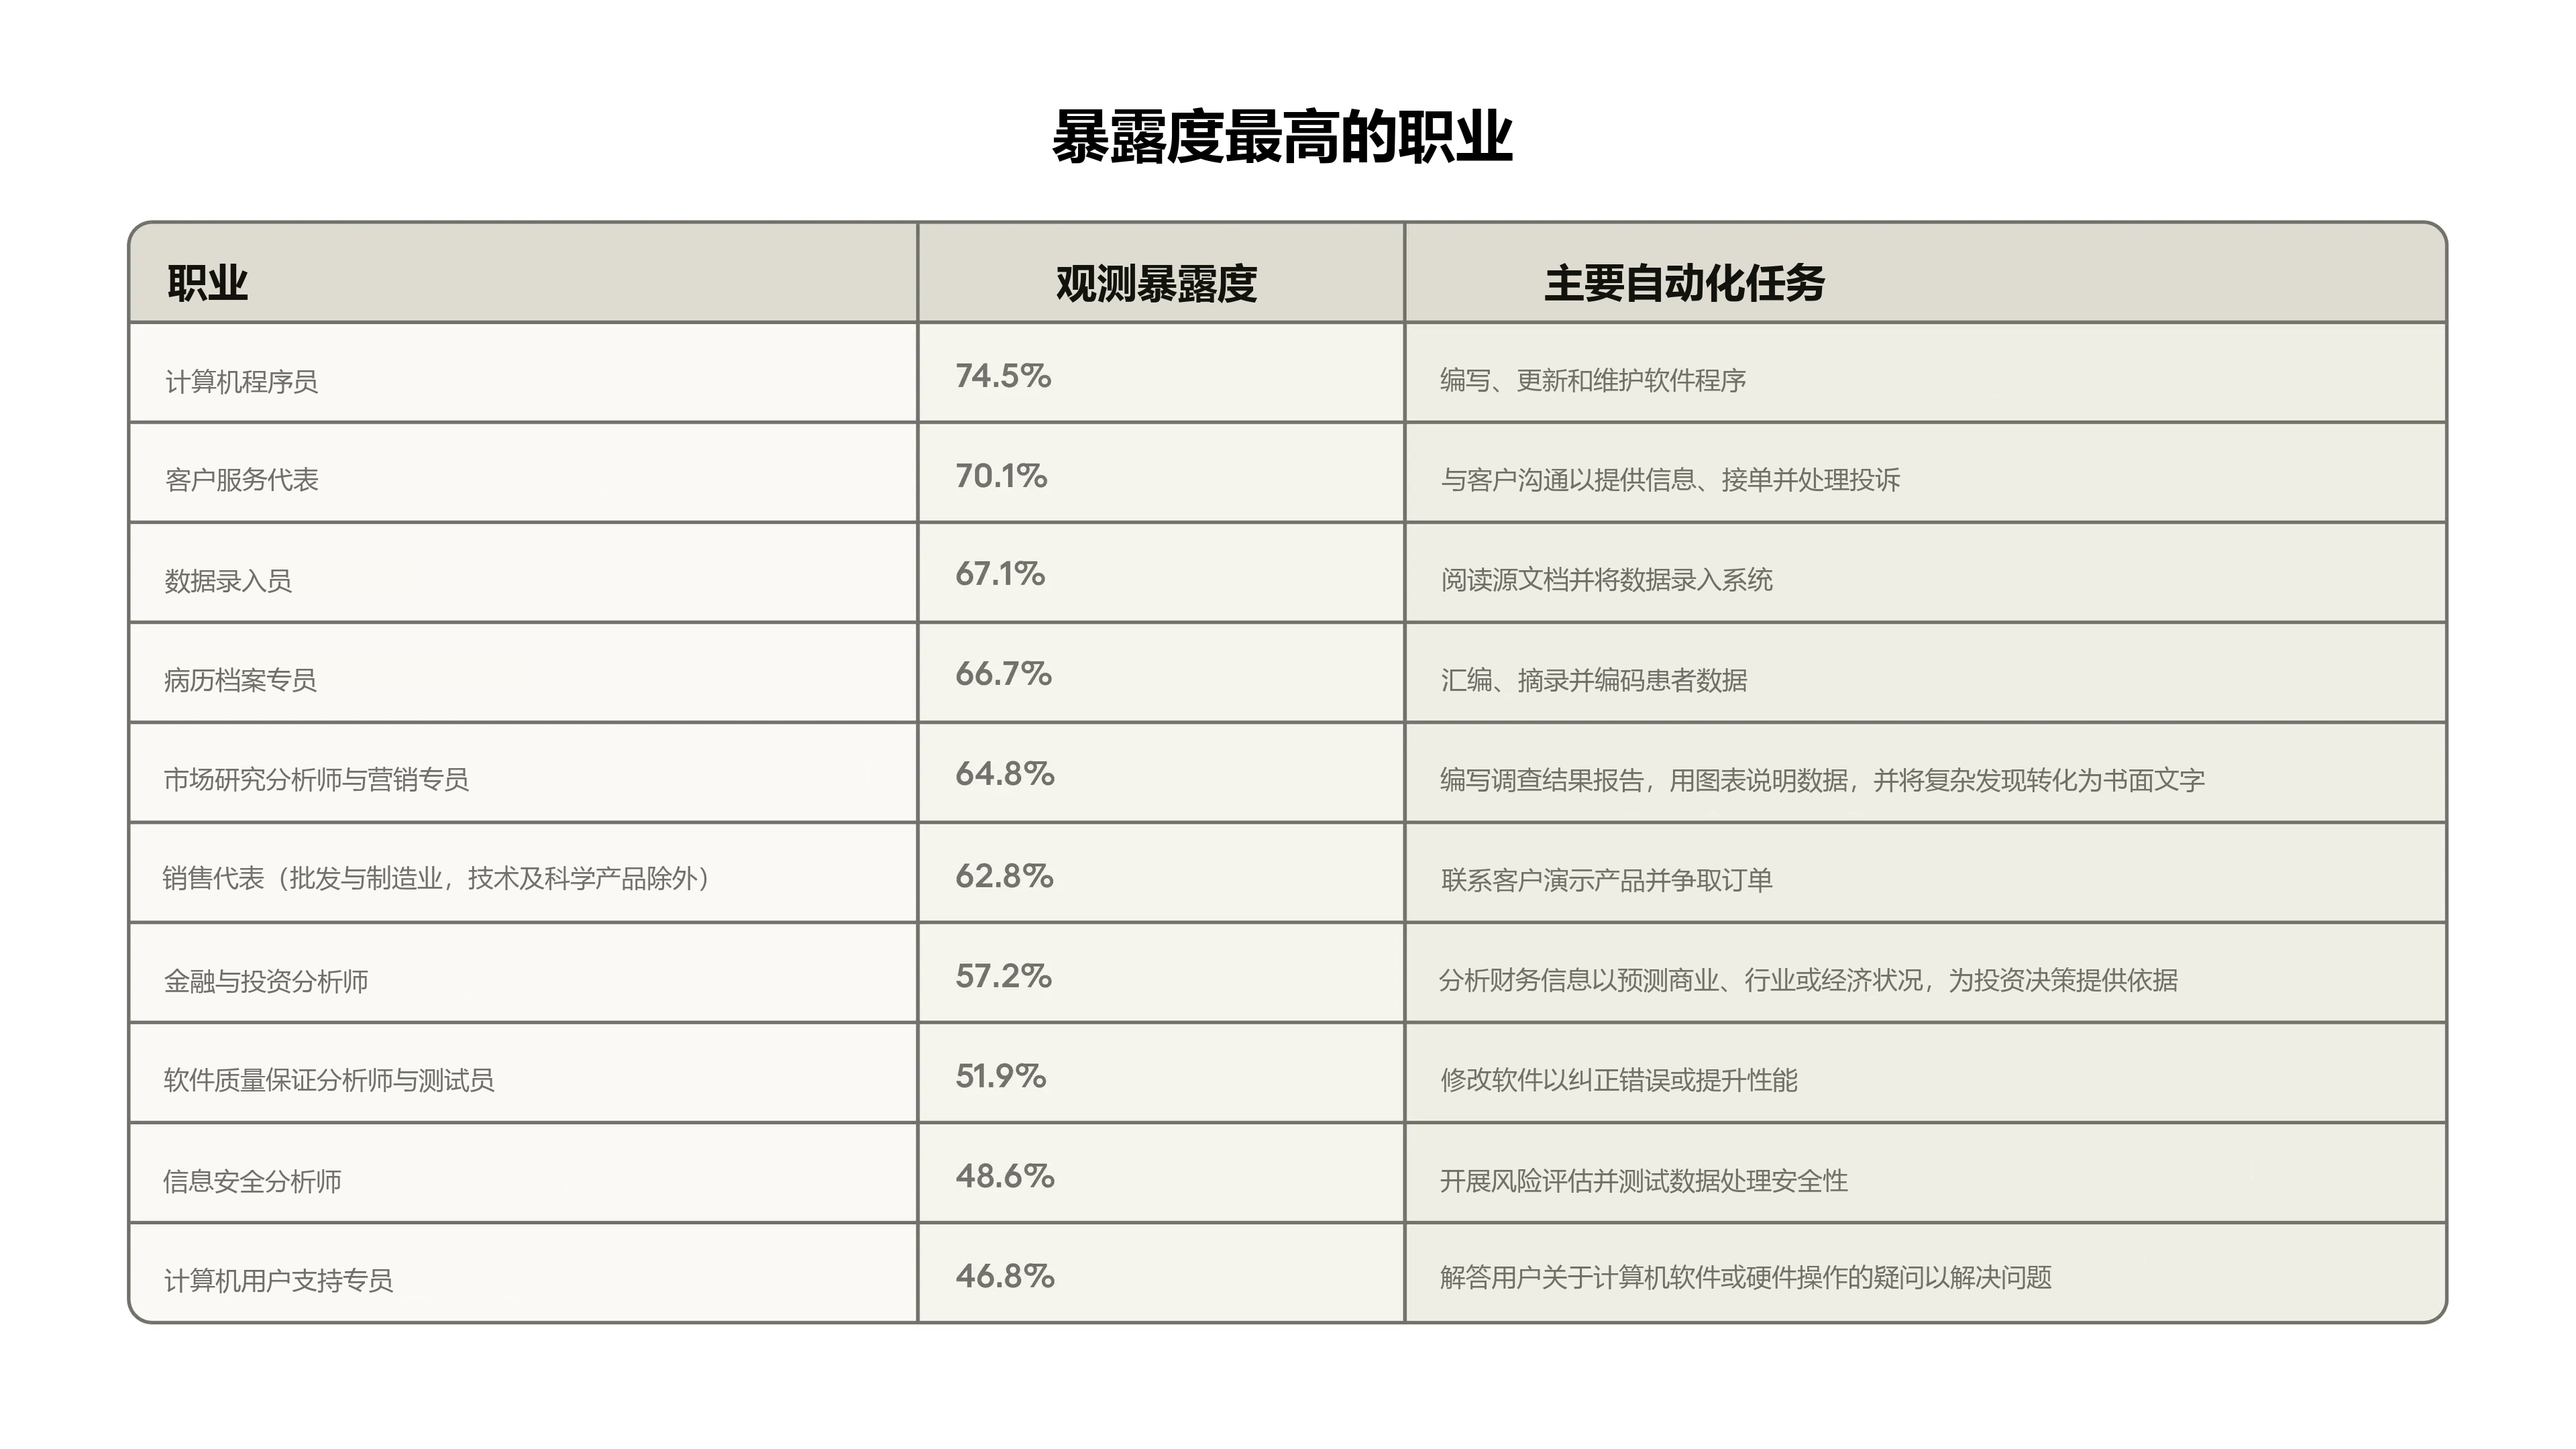 暴露度最高的职业
职业 观测暴露度 主要自动化任务
计算机程序员 74.5% 编写、更新和维护软件程序
客户服务代表 70.1% 与客户沟通以提供信息、接单并处理投诉
数据录入员 67.1% 阅读源文档并将数据录入系统
病历档案专员 66.7% 汇编、摘录并编码患者数据
市场研究分析师与营销专员 64.8% 编写调查结果报告，用图表说明数据，并将复杂发现转化为书面文字
销售代表（批发与制造业，技术及科学产品除外） 62.8% 联系客户演示产品并争取订单
金融与投资分析师 57.2% 分析财务信息以预测商业、行业或经济状况，为投资决策提供依据
软件质量保证分析师与测试员 51.9% 修改软件以纠正错误或提升性能
信息安全分析师 48.6% 开展风险评估并测试数据处理安全性
计算机用户支持专员 46.8% 解答用户关于计算机软件或硬件操作的疑问以解决问题